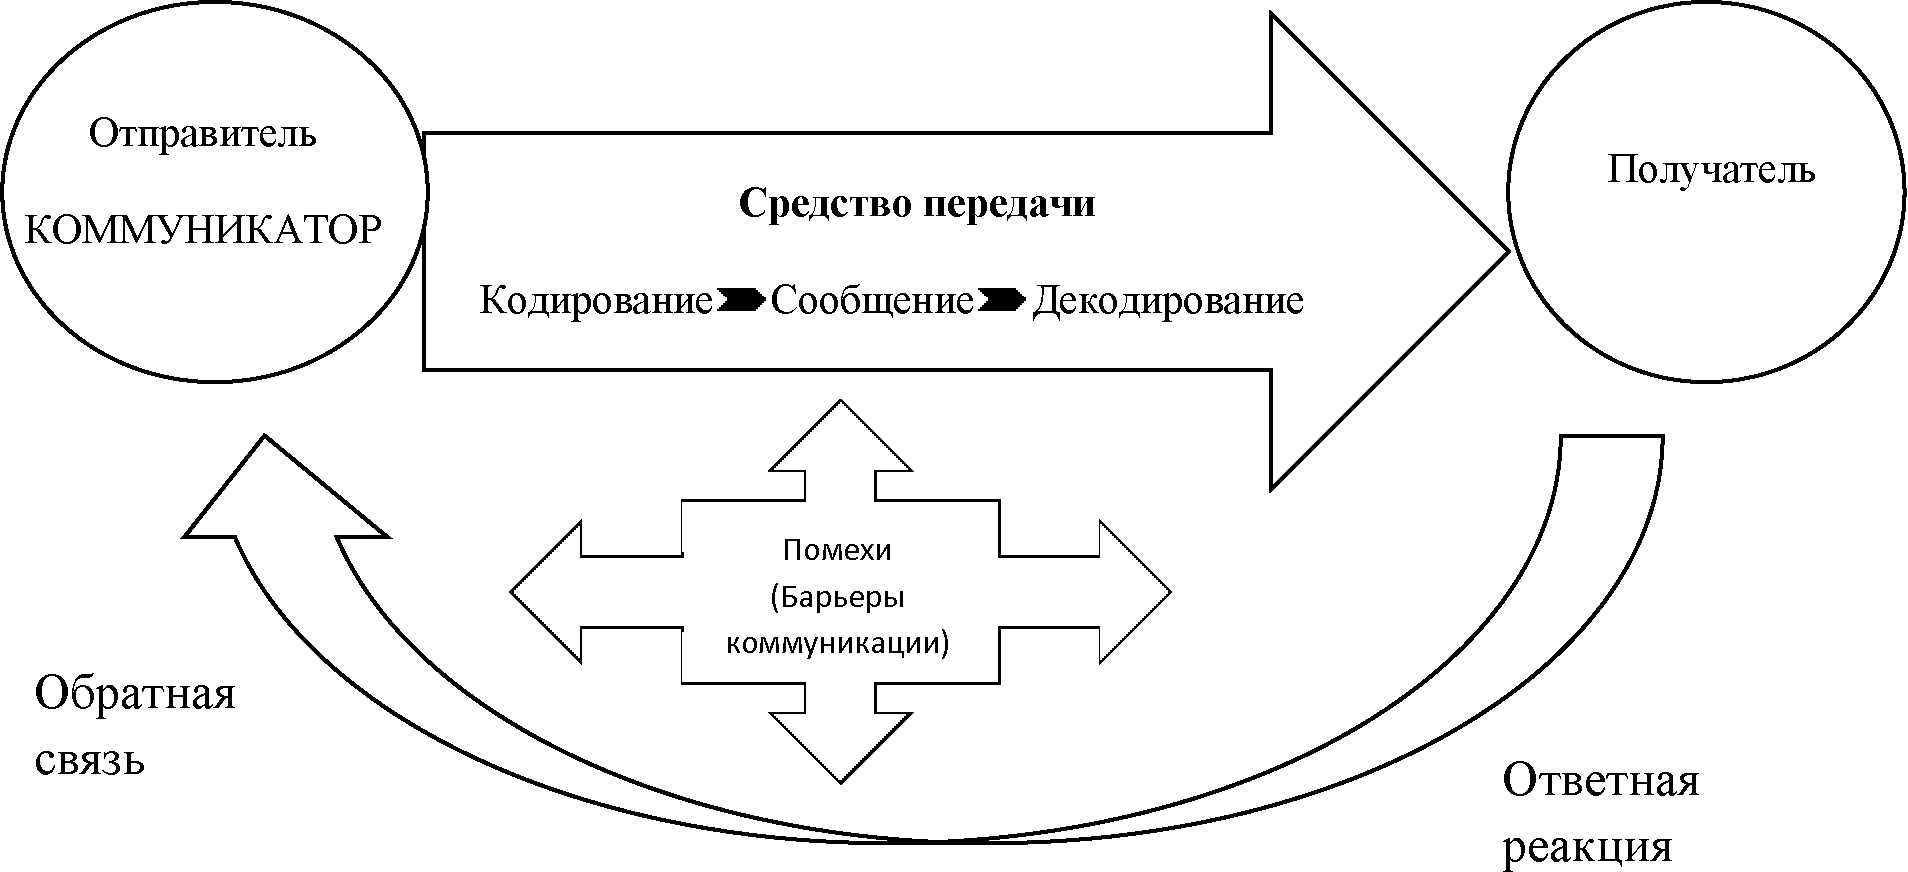 Отправитель
КОММУНИКАТОР
Средство передачи
Кодирование Сообщение Декодирование
Получатель
Помехи
(Барьеры
коммуникации)
Обратная
связь
Ответная
реакция